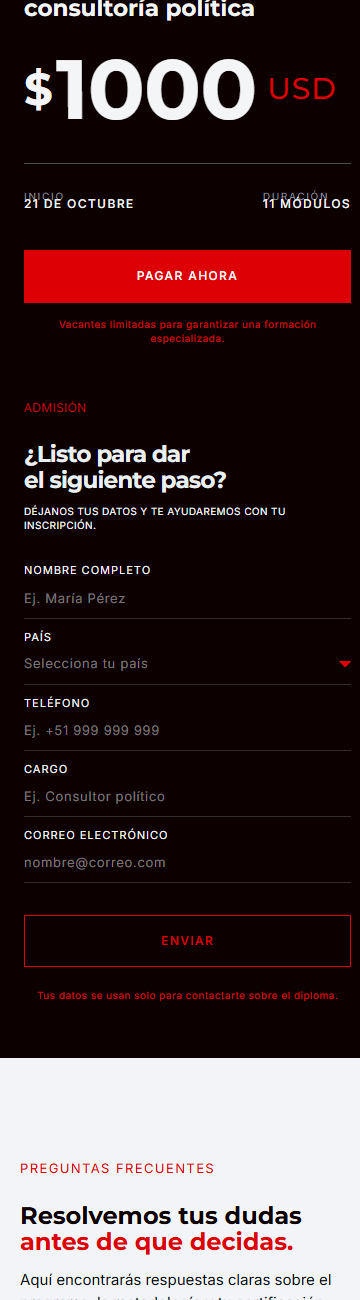 consultoría política
$1000 USD
INICIO
DURACIÓN
21 DE OCTUBRE
11 MÓDULOS
PAGAR AHORA
Vacantes limitadas para garantizar una formación
especializada.
ADMISIÓN
¿Listo para dar
el siguiente paso?
DÉJANOS TUS DATOS Y TE AYUDAREMOS CON TU
INSCRIPCIÓN.
NOMBRE COMPLETO
Ej. María Pérez
PAÍS
Selecciona tu país
TELÉFONO
Ej. +51 999 999 999
CARGO
Ej. Consultor político
CORREO ELECTRÓNICO
nombre@correo.com
ENVIAR
Tus datos se usan solo para contactarte sobre el diploma.
PREGUNTAS FRECUENTES
Resolvemos tus dudas
antes de que decidas.
Aquí encontrarás respuestas claras sobre el